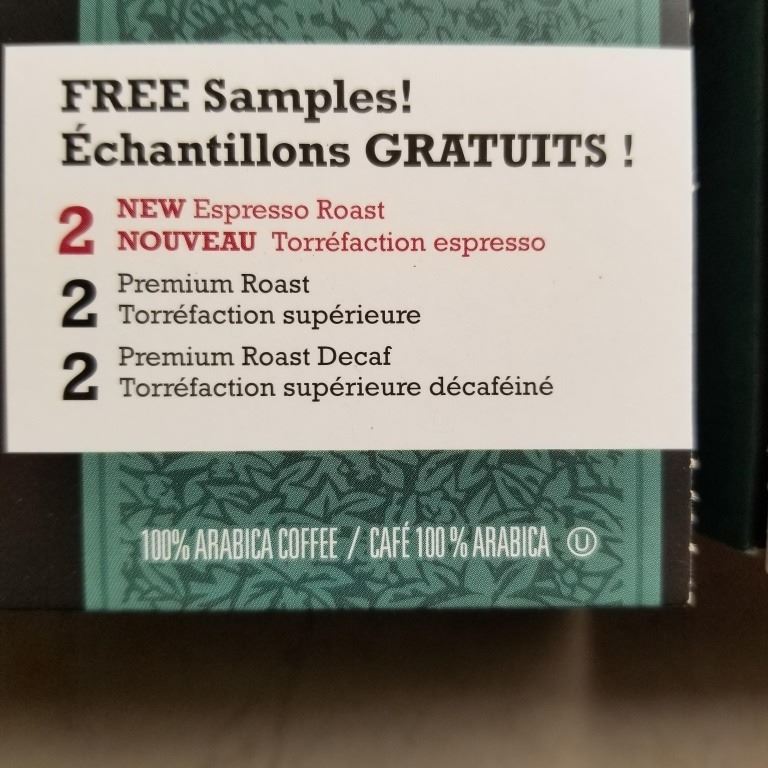 FREE Samples!
Échantillons GRATUITS !
2 NEW Espresso Roast
NOUVEAU Torréfaction espresso
2 Premium Roast
Torréfaction supérieure
2 Premium Roast Decaf
Torréfaction supérieure décaféiné
100% ARABICA COFFEE / CAFÉ 100 % ARABICA Ⓤ